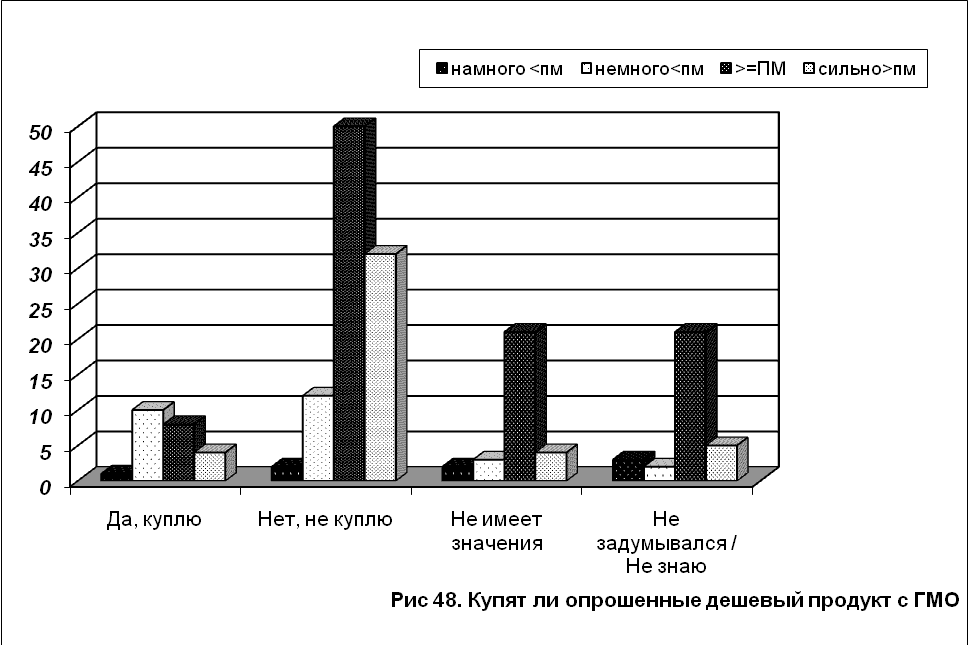 намного <пм немного<пм >=ПМ сильно>пм
50
45
40
35
30
25
20
15
10
5
0
Да, куплю
Нет, не куплю
Не имеет
значения
Не
задумывался /
Не знаю
Рис 48. Купят ли опрошенные дешевый продукт с ГМО